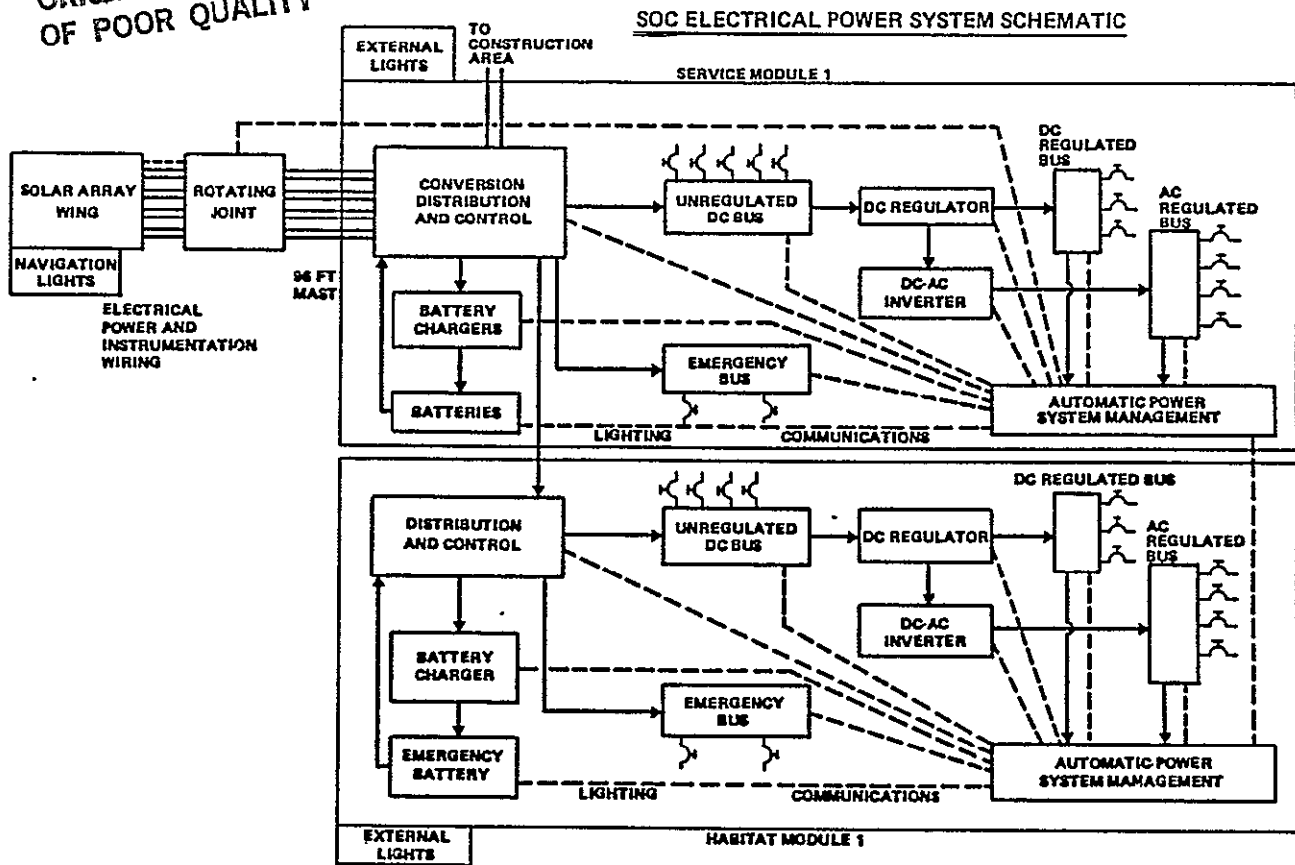 OF POOR QUALITY
SOC ELECTRICAL POWER SYSTEM SCHEMATIC
EXTERNAL
LIGHTS
TO
CONSTRUCTION
AREA
SERVICE MODULE 1
SOLAR ARRAY
WING
NAVIGATION
LIGHTS
ROTATING
JOINT
ELECTRICAL
POWER AND
INSTRUMENTATION
WIRING
96 FT
MAST
CONVERSION
DISTRIBUTION
AND CONTROL
BATTERY
CHARGERS
BATTERIES
UNREGULATED
DC BUS
DC REGULATOR
DC-AC
INVERTER
DC
REGULATED
BUS
AC
REGULATED
BUS
EMERGENCY
BUS
LIGHTING
COMMUNICATIONS
AUTOMATIC POWER
SYSTEM MANAGEMENT
DISTRIBUTION
AND CONTROL
BATTERY
CHARGER
EMERGENCY
BATTERY
UNREGULATED
DC BUS
DC REGULATOR
DC-AC
INVERTER
DC REGULATED BUS
AC
REGULATED
BUS
EMERGENCY
BUS
LIGHTING
COMMUNICATIONS
AUTOMATIC POWER
SYSTEM MANAGEMENT
EXTERNAL
LIGHTS
HABITAT MODULE 1